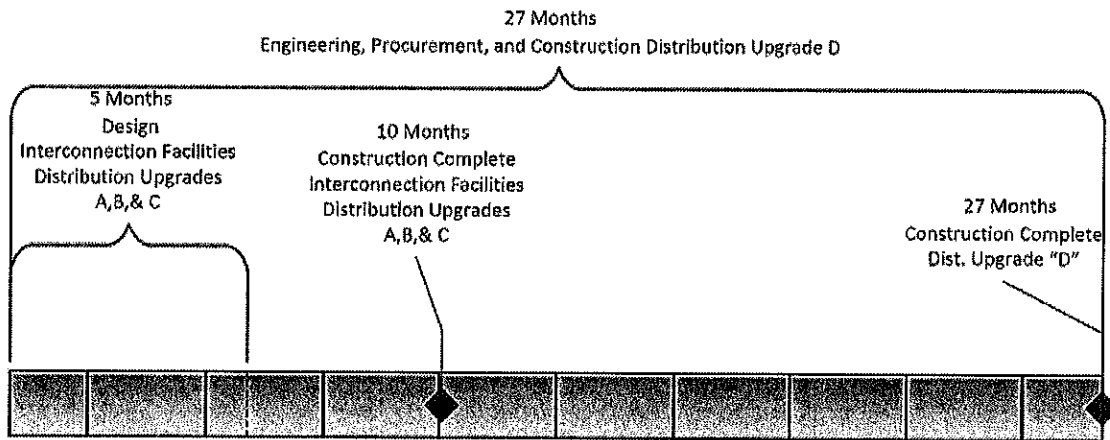 27 Months
Engineering, Procurement, and Construction Distribution Upgrade D
5 Months
Design
Interconnection Facilities
Distribution Upgrades
A,B,& C
10 Months
Construction Complete
Interconnection Facilities
Distribution Upgrades
A,B,& C
27 Months
Construction Complete
Dist. Upgrade "D"